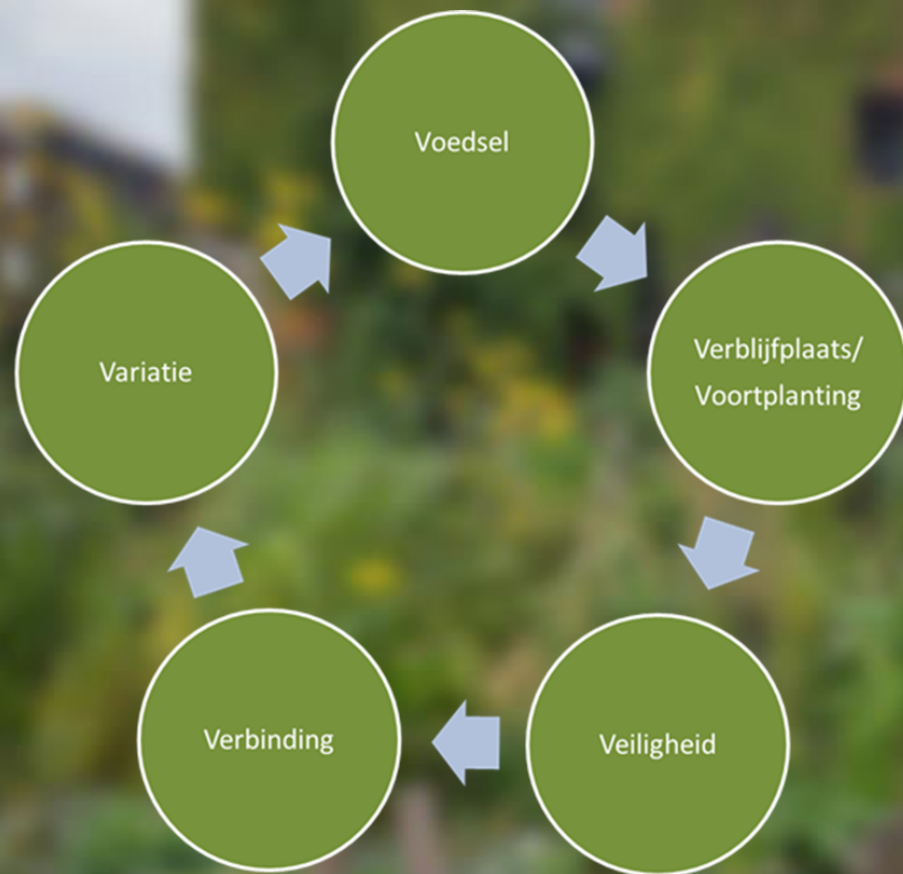 Voedsel
Verblijfplaats/
Voortplanting
Veiligheid
Verbinding
Variatie